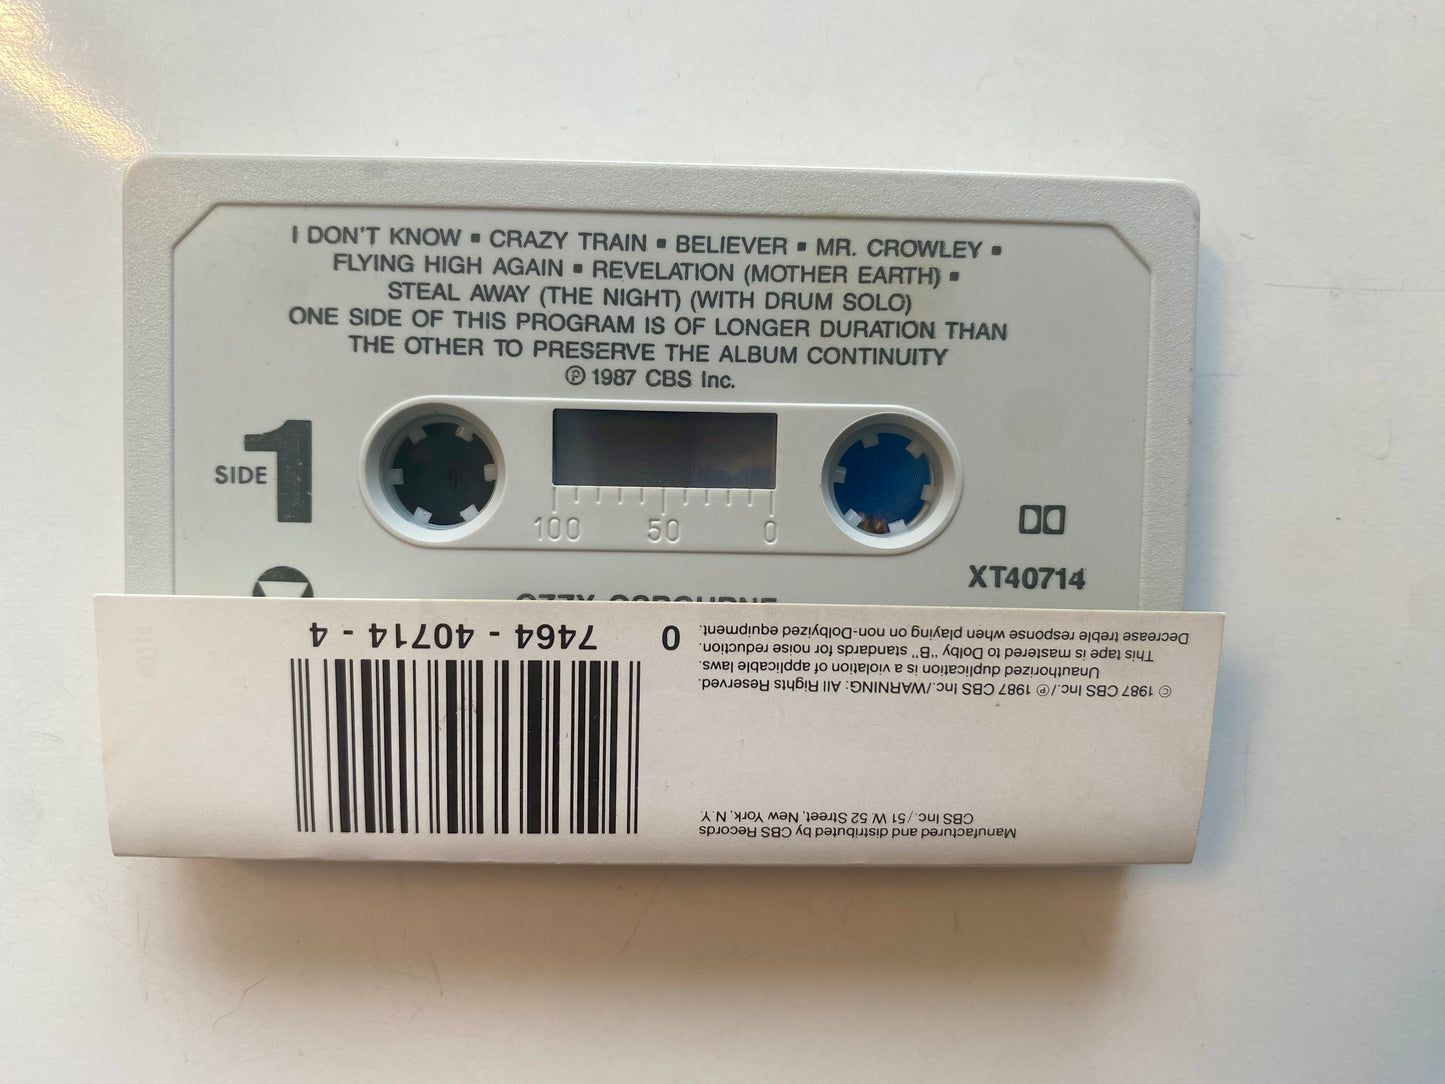 I DON'T KNOW ▪ CRAZY TRAIN ▪ BELIEVER ▪ MR. CROWLEY ▪
FLYING HIGH AGAIN ▪ REVELATION (MOTHER EARTH) ▪
STEAL AWAY (THE NIGHT) (WITH DRUM SOLO)
ONE SIDE OF THIS PROGRAM IS OF LONGER DURATION THAN
THE OTHER TO PRESERVE THE ALBUM CONTINUITY
℗ 1987 CBS Inc.
SIDE 1
100 50 0
XT40714
OZZY OSBOURNE
Manufactured and distributed by CBS Records
CBS Inc./51 W 52 Street, New York, N.Y.
© 1987 CBS Inc./℗ 1987 CBS Inc./WARNING: All Rights Reserved.
Unauthorized duplication is a violation of applicable laws.
This tape is mastered to Dolby "B" standards for noise reduction.
Decrease treble response when playing on non-Dolbyized equipment.
0 7464 - 40714 - 4